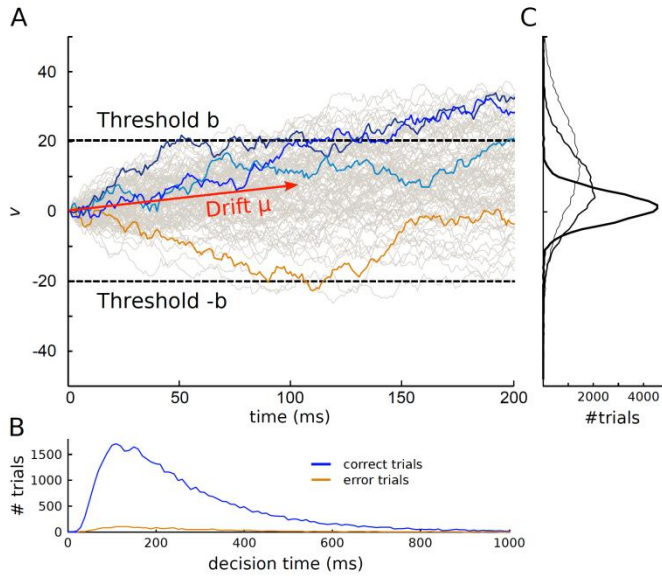 A
C
40
Threshold b
20
v
0
Drift μ
-20
Threshold -b
-40
0 50 100 150 200
time (ms)
2000 4000
#trials
B
# trials
1500
1000
500
0
correct trials
error trials
0 200 400 600 800 1000
decision time (ms)